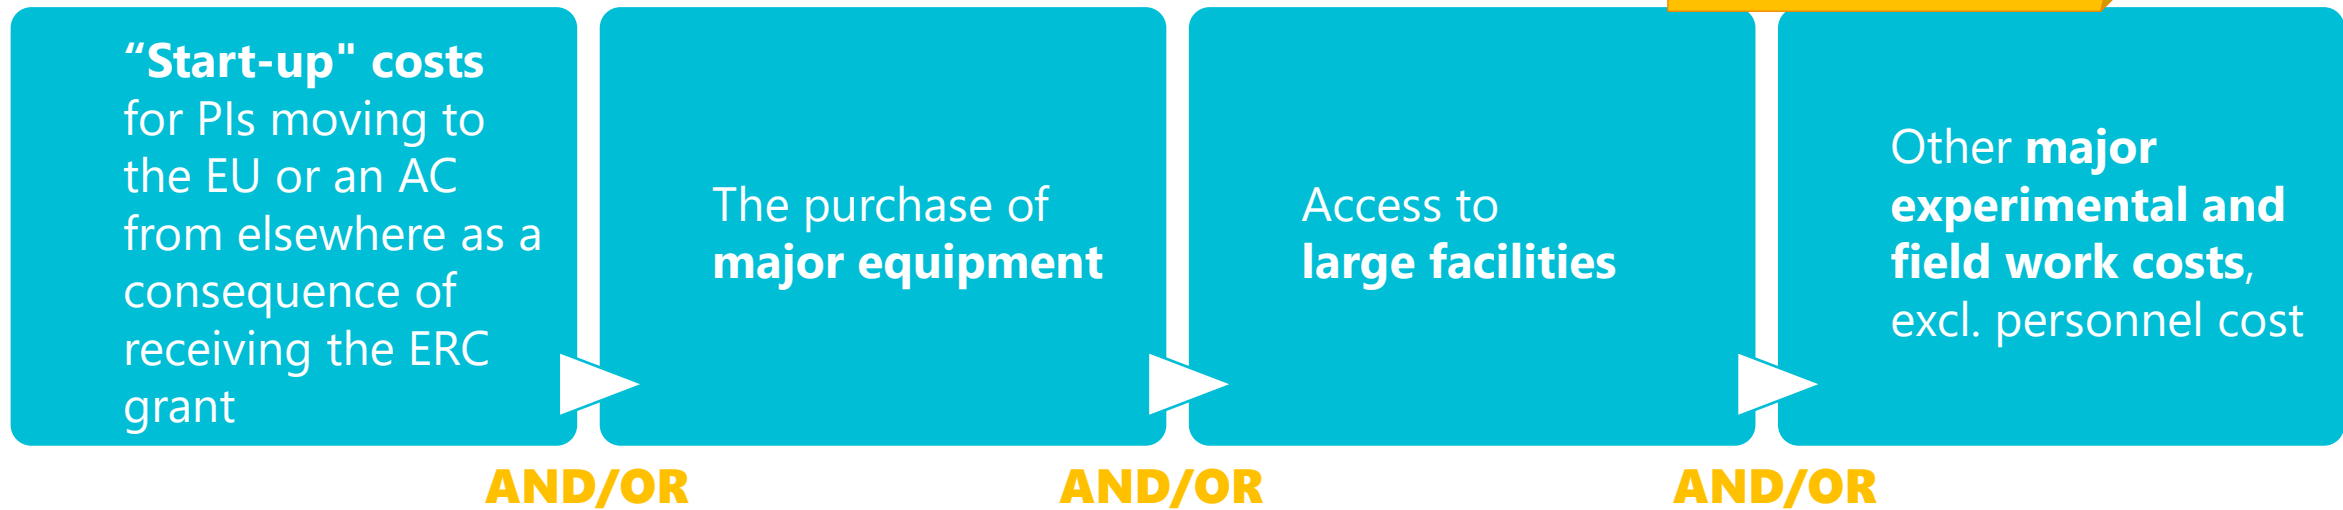 “Start-up" costs
for PIs moving to
the EU or an AC
from elsewhere as a
consequence of
receiving the ERC
grant
The purchase of
major equipment
Access to
large facilities
Other major
experimental and
field work costs,
excl. personnel cost
AND/OR
AND/OR
AND/OR